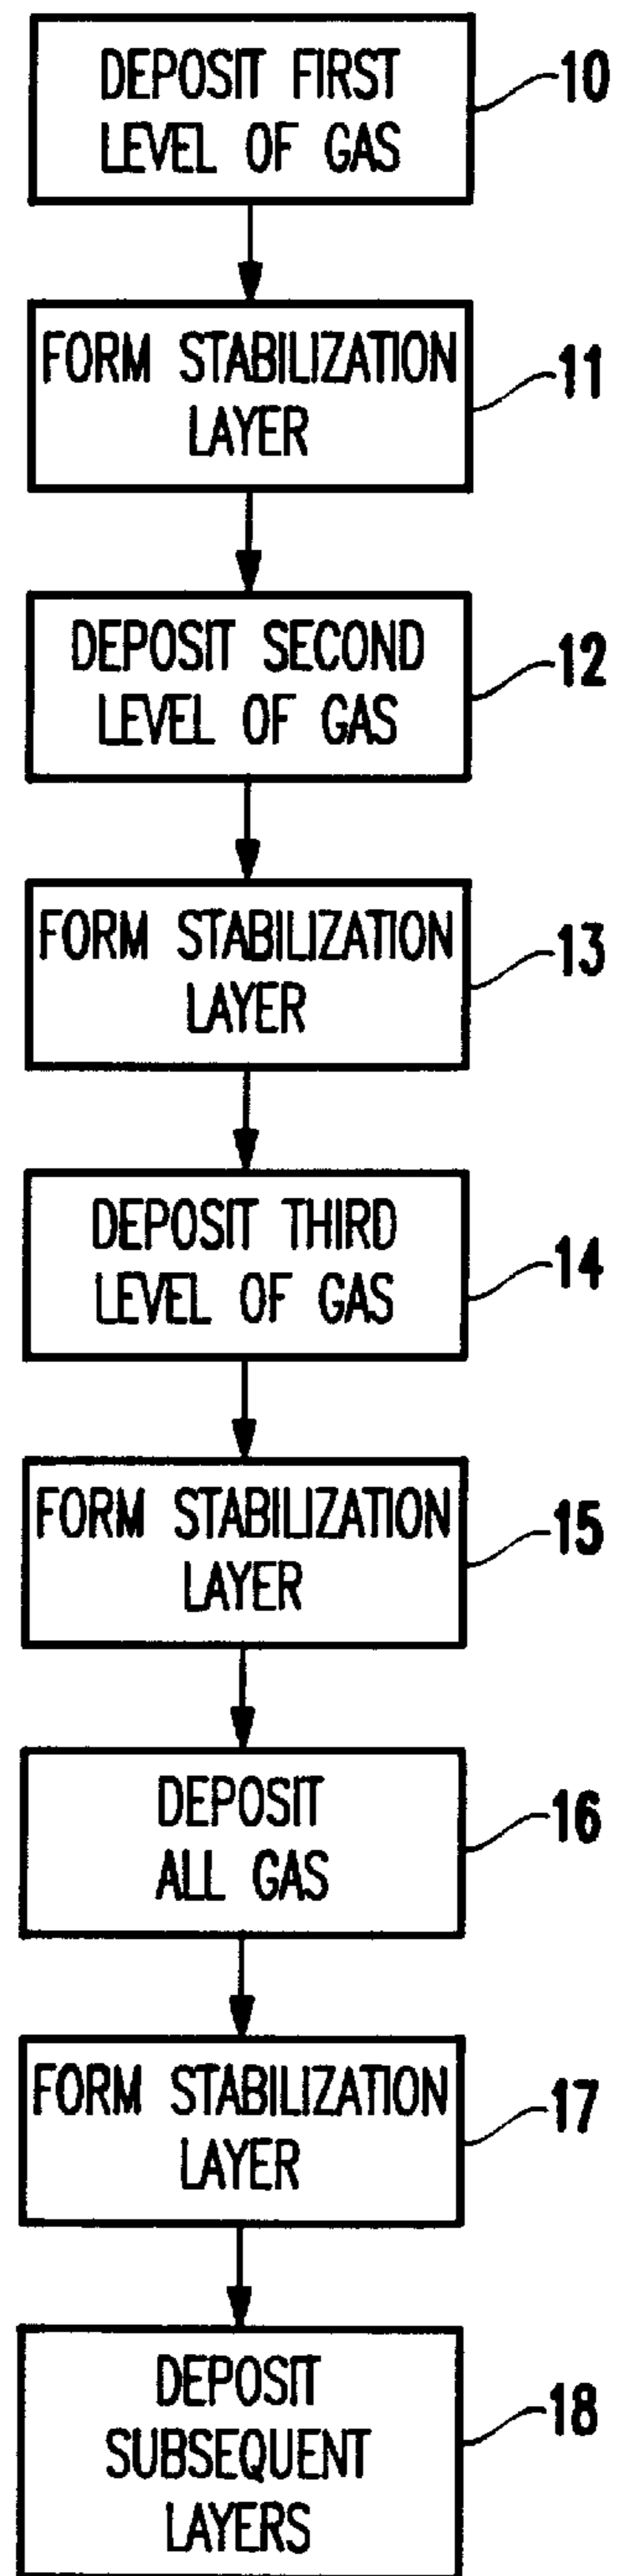 DEPOSIT FIRST
LEVEL OF GAS
10
FORM STABILIZATION
LAYER
11
DEPOSIT SECOND
LEVEL OF GAS
12
FORM STABILIZATION
LAYER
13
DEPOSIT THIRD
LEVEL OF GAS
14
FORM STABILIZATION
LAYER
15
DEPOSIT
ALL GAS
16
FORM STABILIZATION
LAYER
17
DEPOSIT
SUBSEQUENT
LAYERS
18